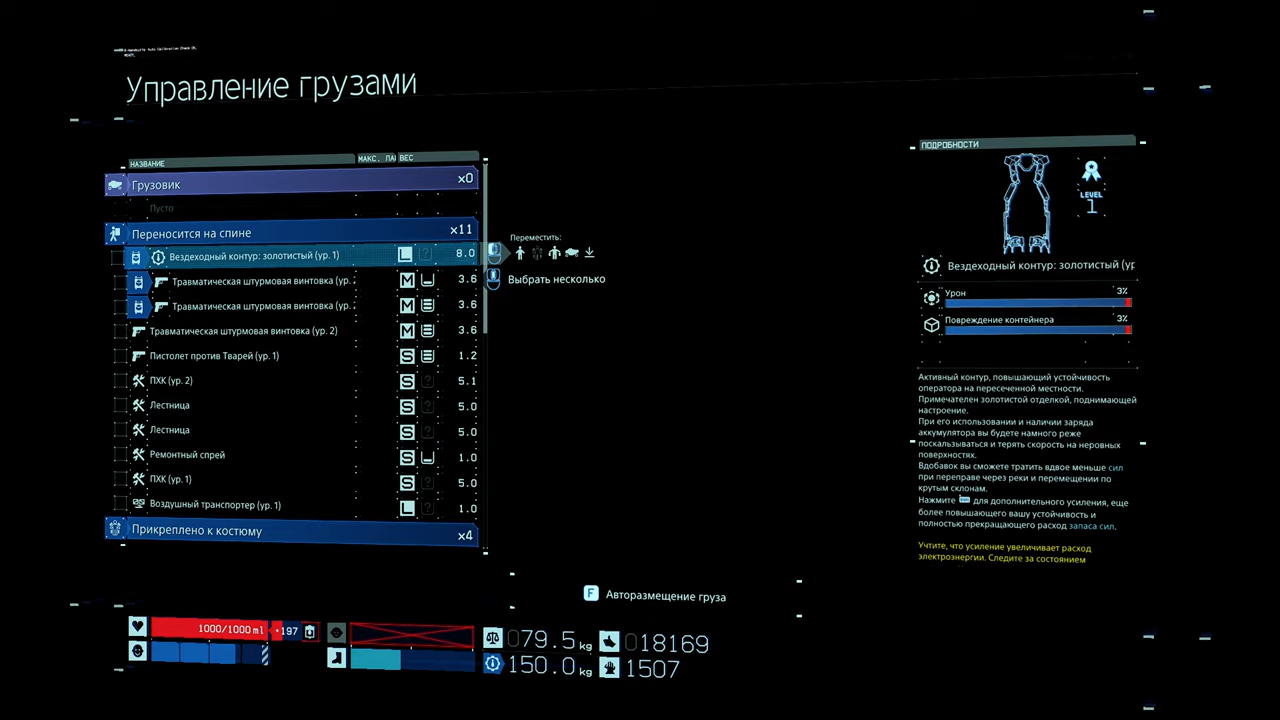 Управление грузами
НАЗВАНИЕ
МАКС. ПА
ВЕС
Грузовик x0
Пусто
Переносится на спине x11
Вездеходный контур: золотистый (ур. 1) L ? 8.0
Травматическая штурмовая винтовка (ур. M 3.6
Травматическая штурмовая винтовка (ур. M 3.6
Травматическая штурмовая винтовка (ур. 2) M 3.6
Пистолет против Тварей (ур. 1) S 1.2
ПХК (ур. 2) S ? 5.1
Лестница S ? 5.0
Лестница S ? 5.0
Ремонтный спрей S 1.0
ПХК (ур. 1) S ? 5.0
Воздушный транспортер (ур. 1) L ? 1.0
Прикреплено к костюму x4
Переместить:
Выбрать несколько
F Авторазмещение груза
ПОДРОБНОСТИ
LEVEL
1
Вездеходный контур: золотистый (ур
Урон 3%
Повреждение контейнера 3%
Активный контур, повышающий устойчивость
оператора на пересеченной местности.
Примечателен золотистой отделкой, поднимающей
настроение.
При его использовании и наличии заряда
аккумулятора вы будете намного реже
поскальзываться и терять скорость на неровных
поверхностях.
Вдобавок вы сможете тратить вдвое меньше сил
при переправе через реки и перемещении по
крутым склонам.
Нажмите для дополнительного усиления, еще
более повышающего вашу устойчивость и
полностью прекращающего расход запаса сил.
Учтите, что усиление увеличивает расход
электроэнергии. Следите за состоянием
1000/1000 ml
197
079.5 kg
018169
150.0 kg
1507